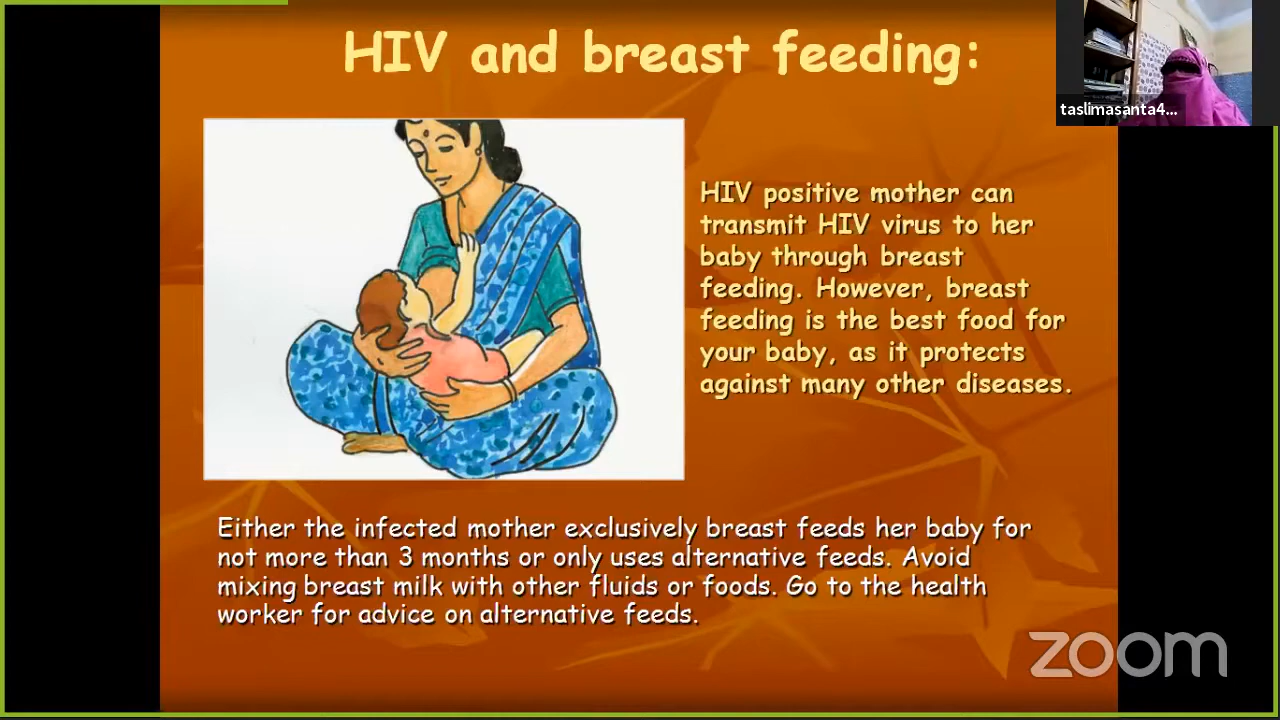 HIV and breast feeding:
taslimasanta4...
HIV positive mother can
transmit HIV virus to her
baby through breast
feeding. However, breast
feeding is the best food for
your baby, as it protects
against many other diseases.
Either the infected mother exclusively breast feeds her baby for
not more than 3 months or only uses alternative feeds. Avoid
mixing breast milk with other fluids or foods. Go to the health
worker for advice on alternative feeds.
zoom